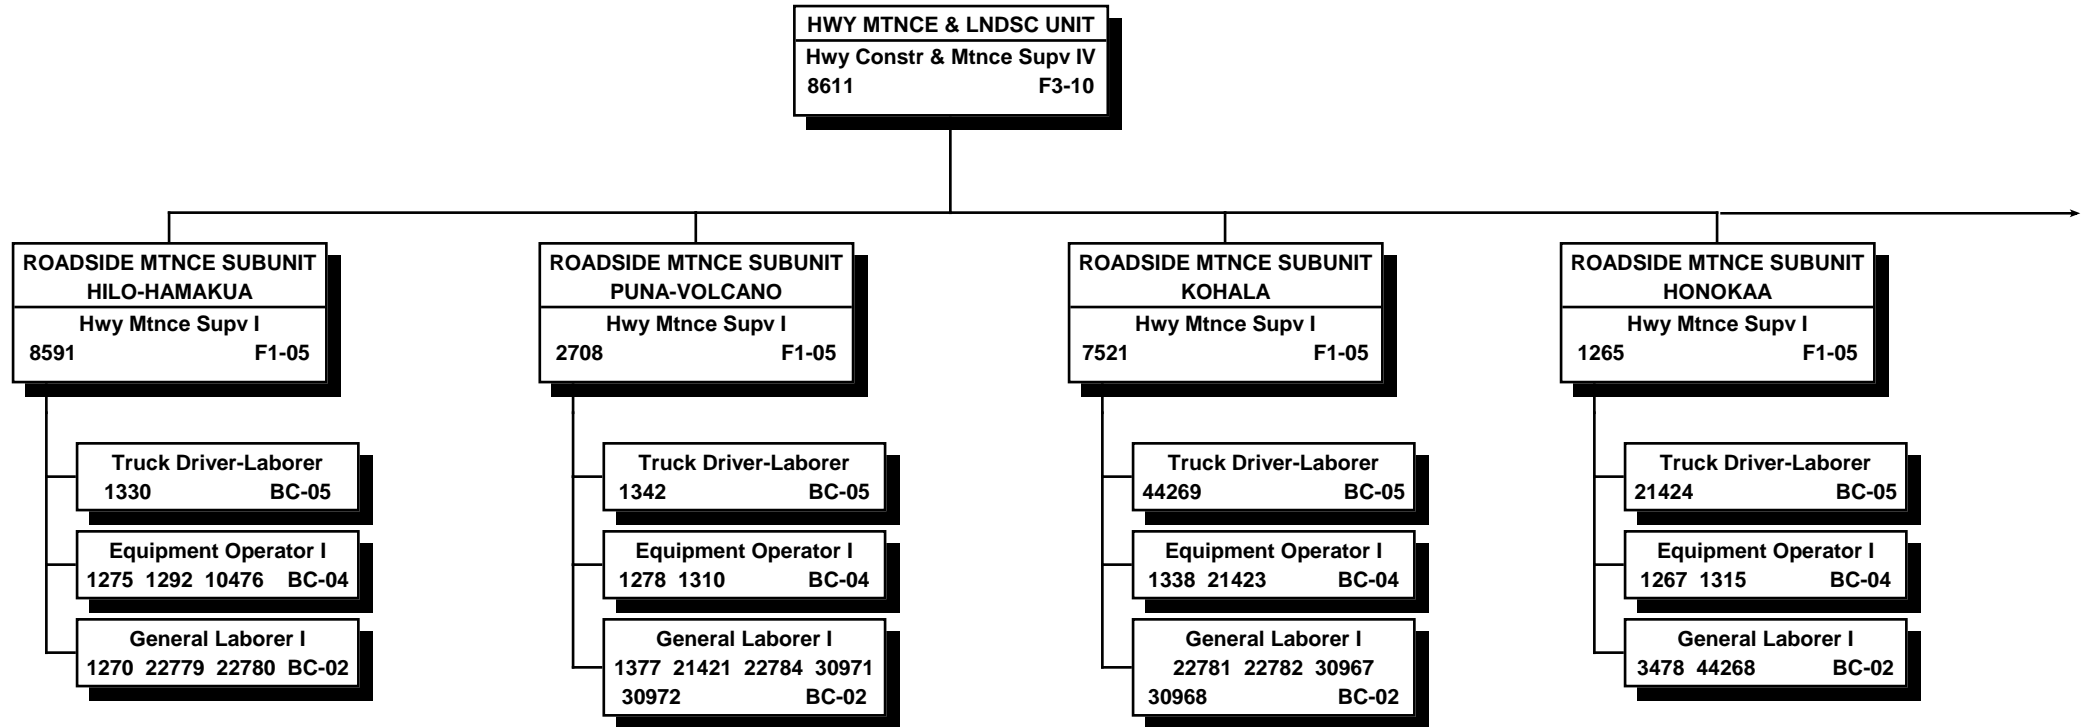 HWY MTNCE & LNDSC UNIT
Hwy Constr & Mtnce Supv IV
8611 F3-10
ROADSIDE MTNCE SUBUNIT
HILO-HAMAKUA
Hwy Mtnce Supv I
8591 F1-05
Truck Driver-Laborer
1330 BC-05
Equipment Operator I
1275 1292 10476 BC-04
General Laborer I
1270 22779 22780 BC-02
ROADSIDE MTNCE SUBUNIT
PUNA-VOLCANO
Hwy Mtnce Supv I
2708 F1-05
Truck Driver-Laborer
1342 BC-05
Equipment Operator I
1278 1310 BC-04
General Laborer I
1377 21421 22784 30971
30972 BC-02
ROADSIDE MTNCE SUBUNIT
KOHALA
Hwy Mtnce Supv I
7521 F1-05
Truck Driver-Laborer
44269 BC-05
Equipment Operator I
1338 21423 BC-04
General Laborer I
22781 22782 30967
30968 BC-02
ROADSIDE MTNCE SUBUNIT
HONOKAA
Hwy Mtnce Supv I
1265 F1-05
Truck Driver-Laborer
21424 BC-05
Equipment Operator I
1267 1315 BC-04
General Laborer I
3478 44268 BC-02